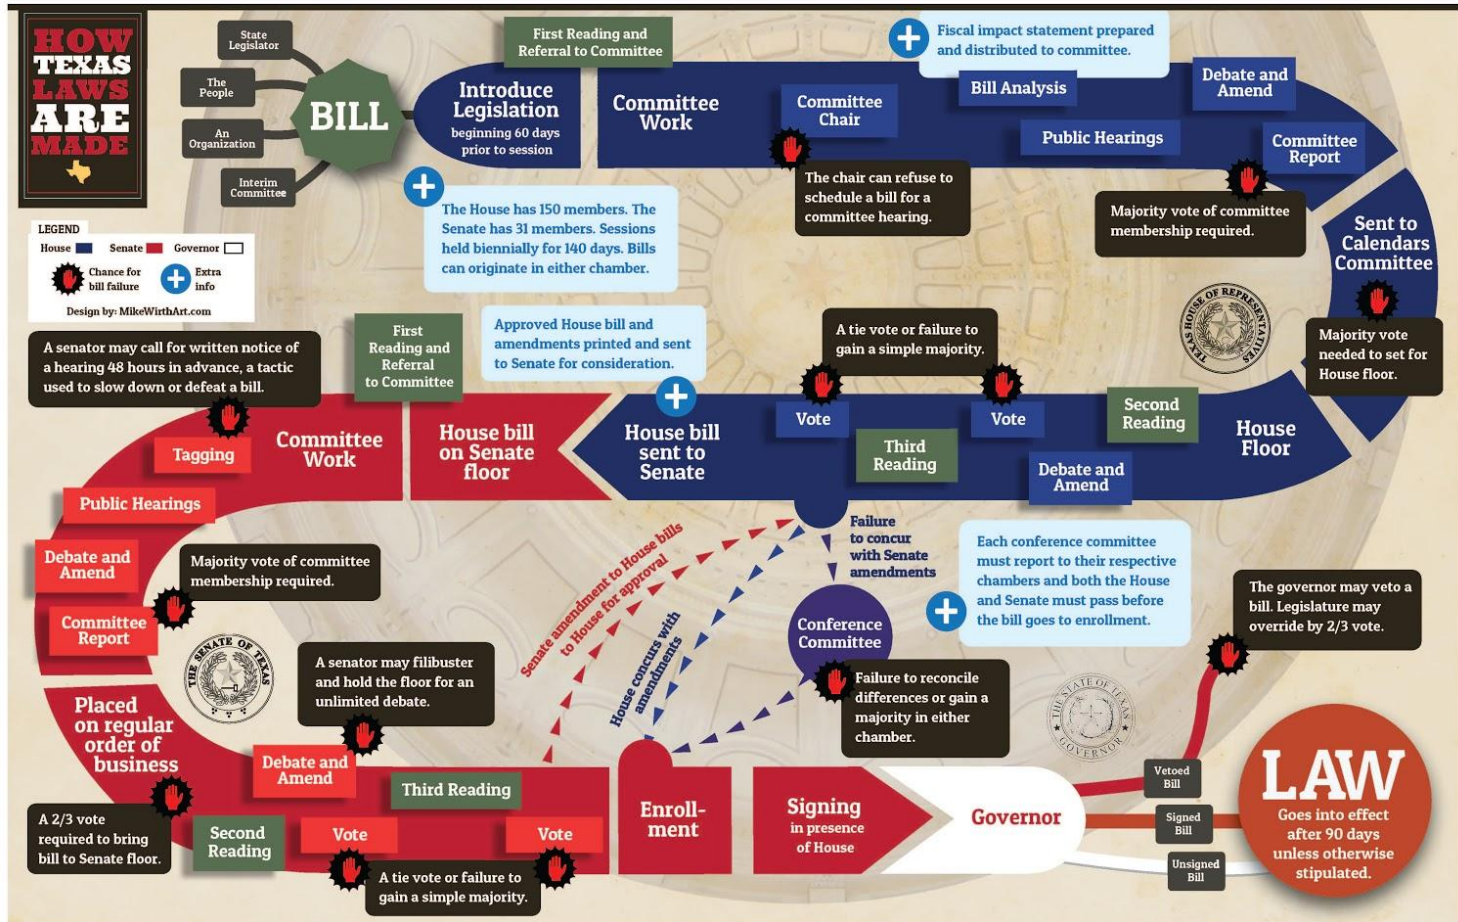 HOW
TEXAS
LAWS
ARE
MADE
State
Legislator
The
People
An
Organization
Interim
Committee
BILL
Introduce
Legislation
beginning 60 days
prior to session
First Reading and
Referral to Committee
Committee
Work
Committee
Chair
The chair can refuse to
schedule a bill for a
committee hearing.
Fiscal impact statement prepared
and distributed to committee.
Bill Analysis
Public Hearings
Debate and
Amend
Committee
Report
Majority vote of committee
membership required.
The House has 150 members. The
Senate has 31 members. Sessions
held biennially for 140 days. Bills
can originate in either chamber.
LEGEND
House
Senate
Governor
Chance for
bill failure
Extra
info
Design by: MikeWirthArt.com
Sent to
Calendars
Committee
Majority vote
needed to set for
House floor.
TEXAS HOUSE OF REPRESENTATIVES
House
Floor
Second
Reading
Debate and
Amend
Vote
Third
Reading
Vote
A tie vote or failure to
gain a simple majority.
House bill
sent to
Senate
Approved House bill and
amendments printed and sent
to Senate for consideration.
House bill
on Senate
floor
First
Reading and
Referral
to Committee
Committee
Work
A senator may call for written notice of
a hearing 48 hours in advance, a tactic
used to slow down or defeat a bill.
Tagging
Public Hearings
Debate and
Amend
Committee
Report
Majority vote of committee
membership required.
THE SENATE OF TEXAS
Placed
on regular
order of
business
A 2/3 vote
required to bring
bill to Senate floor.
Second
Reading
Debate and
Amend
A senator may filibuster
and hold the floor for an
unlimited debate.
Vote
Third Reading
Vote
A tie vote or failure to
gain a simple majority.
Senate amendment to House bills
to House for approval
House concurs with
amendments
Failure
to concur
with Senate
amendments
Conference
Committee
Each conference committee
must report to their respective
chambers and both the House
and Senate must pass before
the bill goes to enrollment.
Failure to reconcile
differences or gain a
majority in either
chamber.
Enroll-
ment
Signing
in presence
of House
Governor
THE STATE OF TEXAS
GOVERNOR
The governor may veto a
bill. Legislature may
override by 2/3 vote.
Vetoed
Bill
Signed
Bill
Unsigned
Bill
LAW
Goes into effect
after 90 days
unless otherwise
stipulated.